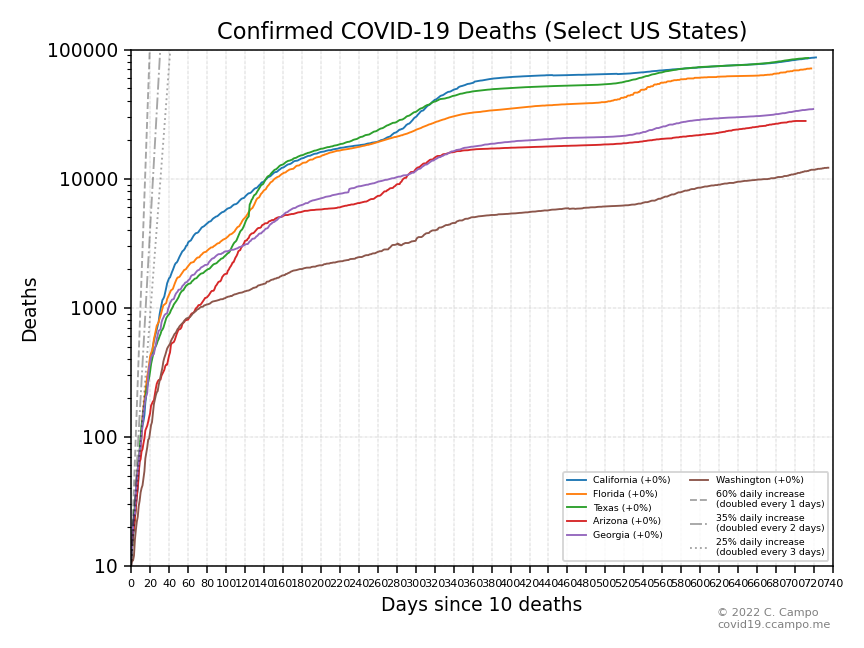 Confirmed COVID-19 Deaths (Select US States)
100000
10000
1000
100
10
Deaths
0 20 40 60 80 100 120 140 160 180 200 220 240 260 280 300 320 340 360 380 400 420 440 460 480 500 520 540 560 580 600 620 640 660 680 700 720 740
Days since 10 deaths
California (+0%)
Florida (+0%)
Texas (+0%)
Arizona (+0%)
Georgia (+0%)
Washington (+0%)
60% daily increase
(doubled every 1 days)
35% daily increase
(doubled every 2 days)
25% daily increase
(doubled every 3 days)
© 2022 C. Campo
covid19.ccampo.me